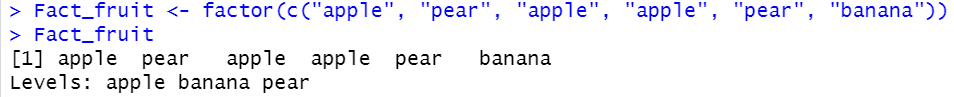 > Fact_fruit <- factor(c("apple", "pear", "apple", "apple", "pear", "banana"))
> Fact_fruit
[1] apple  pear   apple  apple  pear   banana
Levels: apple banana pear